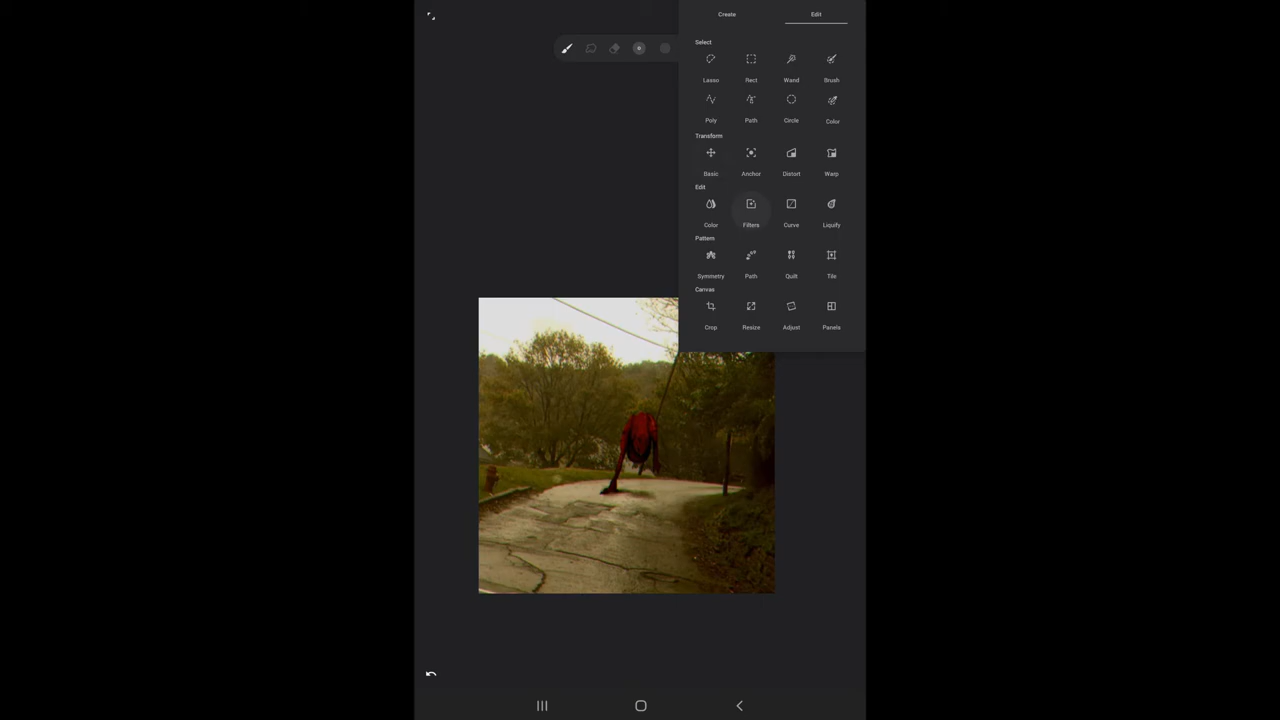 Create Edit
Select
Lasso Rect Wand Brush
Poly Path Circle Color
Transform
Basic Anchor Distort Warp
Edit
Color Filters Curve Liquify
Pattern
Symmetry Path Quilt Tile
Canvas
Crop Resize Adjust Panels